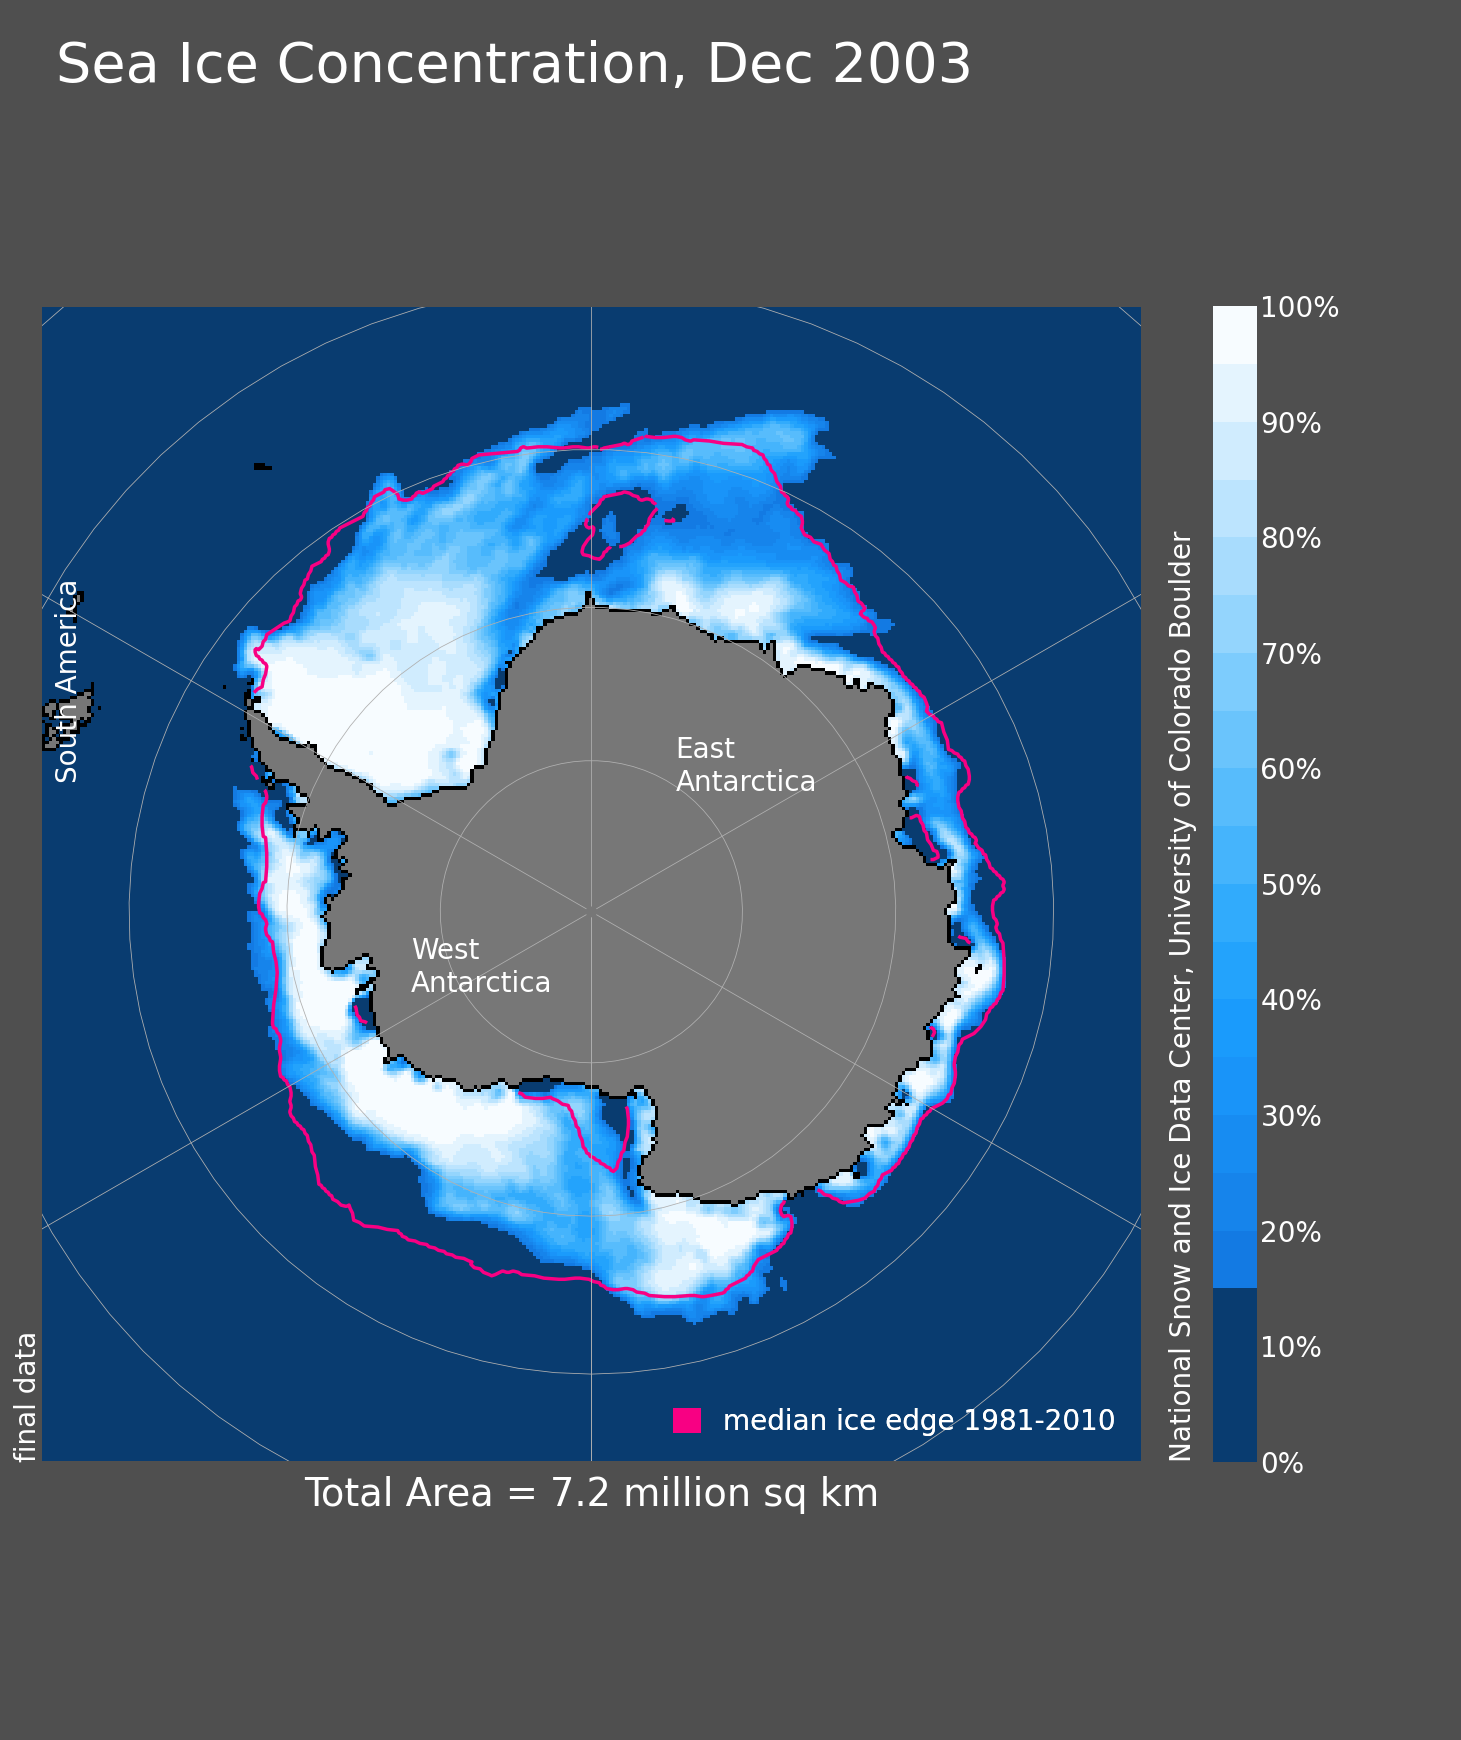 Sea Ice Concentration, Dec 2003
South America
East
Antarctica
West
Antarctica
median ice edge 1981-2010
final data
Total Area = 7.2 million sq km
National Snow and Ice Data Center, University of Colorado Boulder
100%
90%
80%
70%
60%
50%
40%
30%
20%
10%
0%